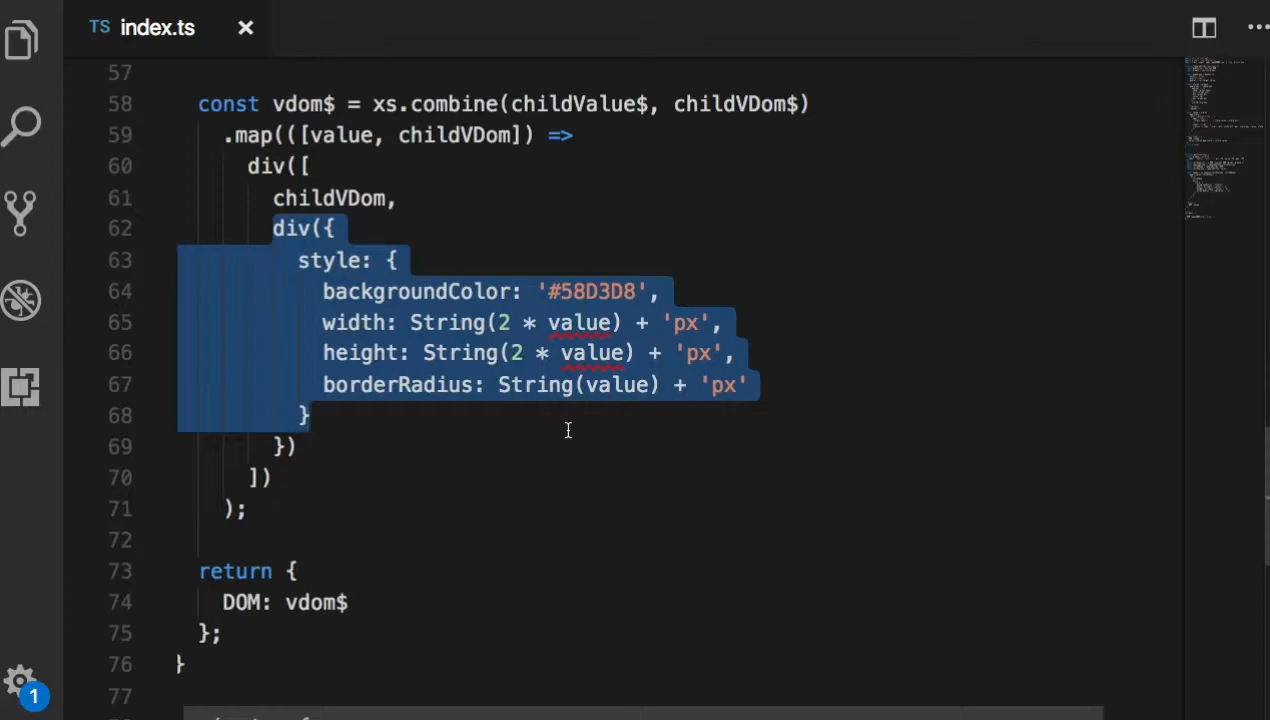 TS index.ts
57
58 const vdom$ = xs.combine(childValue$, childVDom$)
59 .map(([value, childVDom]) =>
60 div([
61 childVDom,
62 div({
63 style: {
64 backgroundColor: '#58D3D8',
65 width: String(2 * value) + 'px',
66 height: String(2 * value) + 'px',
67 borderRadius: String(value) + 'px'
68 }
69 })
70 ])
71 );
72
73 return {
74 DOM: vdom$
75 };
76 }
77
1